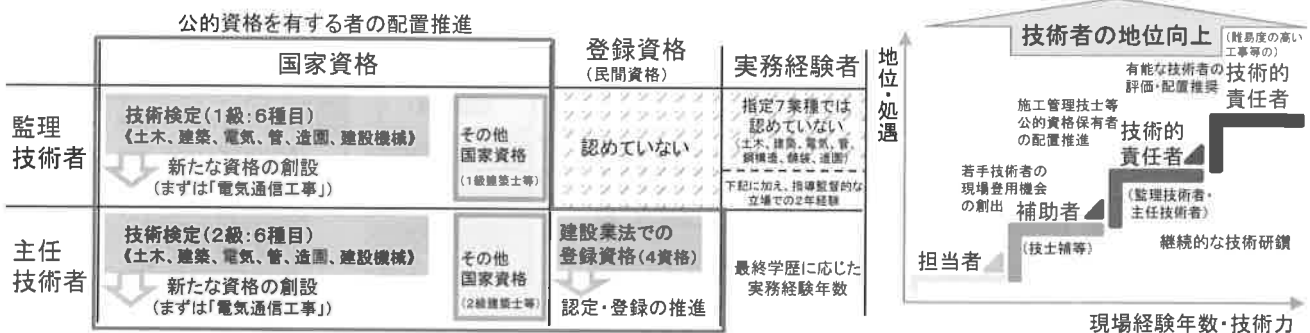 公的資格を有する者の配置推進
国家資格
登録資格
(民間資格)
実務経験者
監理
技術者
技術検定(1級:6種目)
《土木、建築、電気、管、造園、建設機械》
新たな資格の創設
(まずは「電気通信工事」)
その他
国家資格
(1級建築士等)
認めていない
指定7業種では
認めていない
(土木、建築、電気、管、
鋼構造、舗装、造園)
下記に加え、指導監督的な
立場での2年経験
主任
技術者
技術検定(2級:6種目)
《土木、建築、電気、管、造園、建設機械》
新たな資格の創設
(まずは「電気通信工事」)
その他
国家資格
(2級建築士等)
建設業法での
登録資格(4資格)
認定・登録の推進
最終学歴に応じた
実務経験年数
地位・処遇
技術者の地位向上
(難易度の高い
工事等の)
技術的
責任者
有能な技術者の
評価・配置推奨
施工管理技士等
公的資格保有者
の配置推進
技術的
責任者
(監理技術者・
主任技術者)
若手技術者の
現場登用機会
の創出
補助者
(技士補等)
担当者
継続的な技術研鑽
現場経験年数・技術力